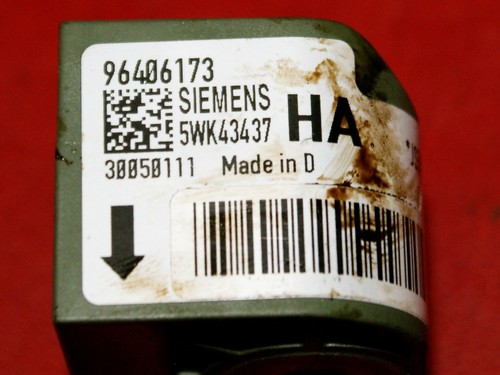 96406173
SIEMENS
5WK43437
HA
30050111 Made in D